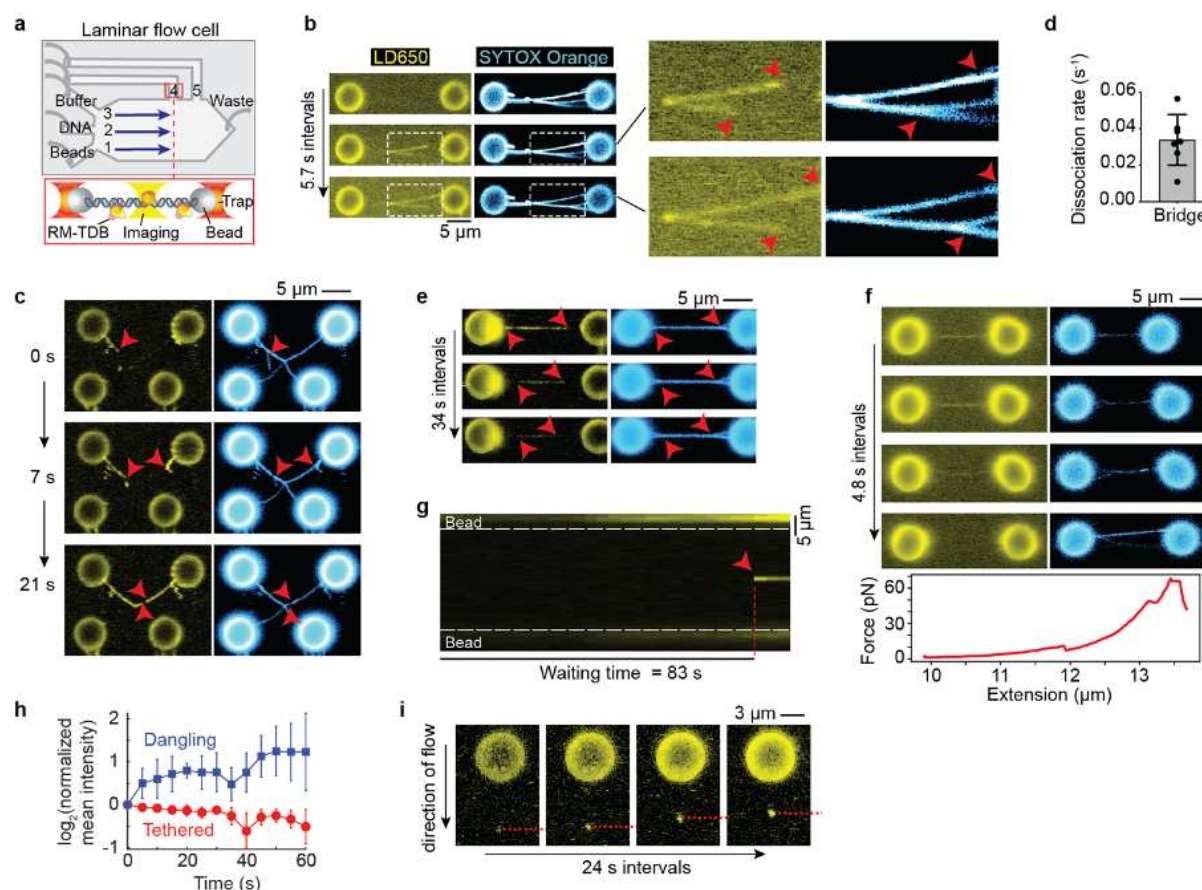 a
Laminar flow cell
4
5
Buffer
Waste
3
DNA
2
Beads
1
Trap
RM-TDB
Imaging
Bead
b
LD650
SYTOX Orange
5.7 s intervals
5 µm
d
Dissociation rate (s⁻¹)
0.06
0.04
0.02
0.00
Bridge
c
5 µm
0 s
7 s
21 s
e
5 µm
34 s intervals
f
5 µm
4.8 s intervals
Force (pN)
60
30
0
10
11
12
13
Extension (µm)
g
Bead
5 µm
Bead
Waiting time = 83 s
h
log₂(normalized
mean intensity)
1
1
0
-1
Dangling
Tethered
0
20
40
60
Time (s)
i
3 µm
direction of flow
24 s intervals